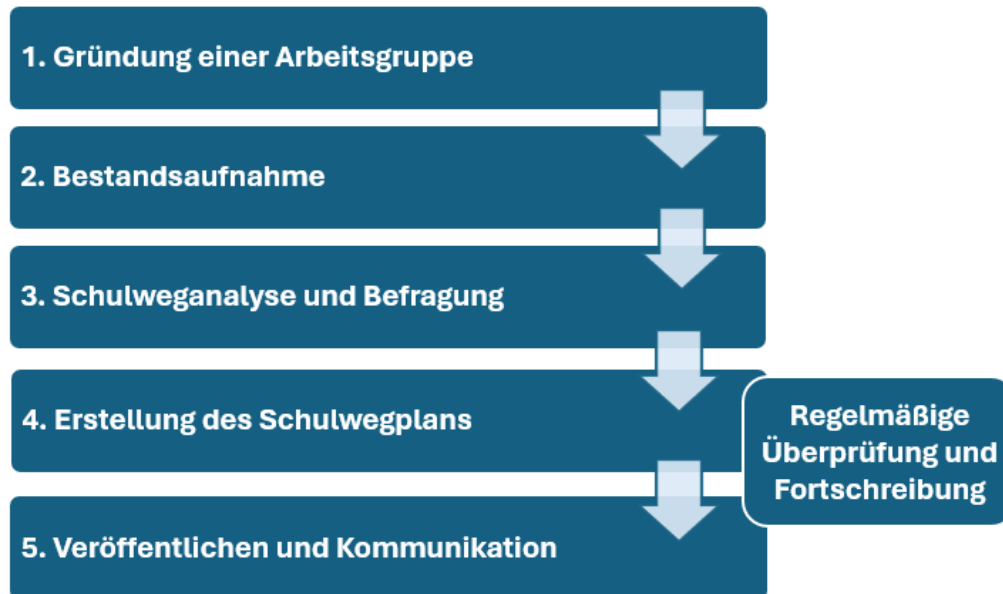 1. Gründung einer Arbeitsgruppe
2. Bestandsaufnahme
3. Schulweganalyse und Befragung
4. Erstellung des Schulwegplans
Regelmäßige
Überprüfung und
Fortschreibung
5. Veröffentlichen und Kommunikation